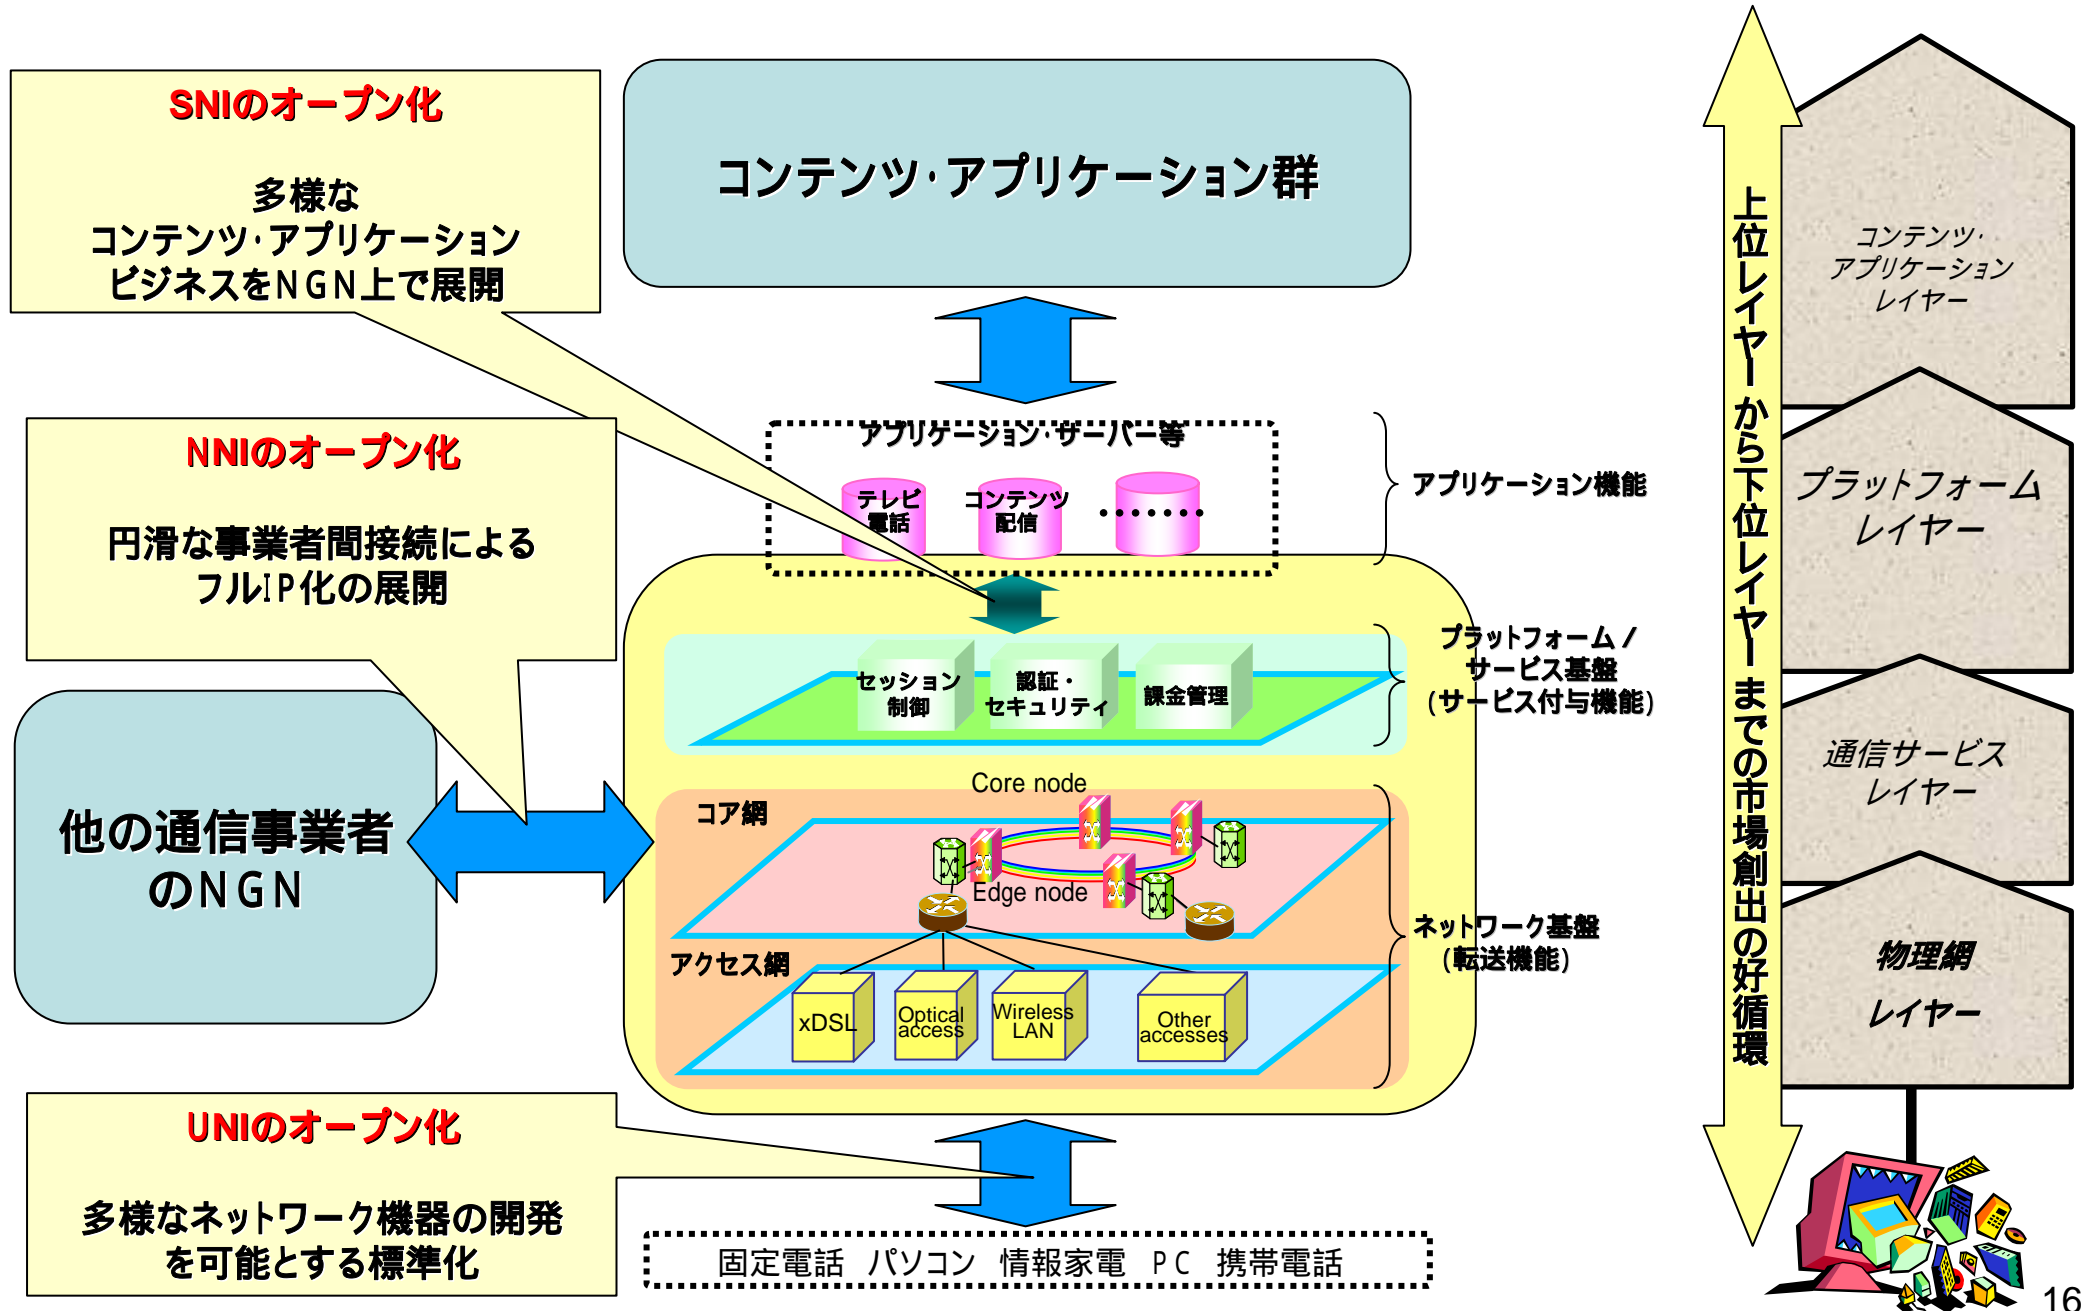 SNIのオープン化
多様な
コンテンツ・アプリケーション
ビジネスをNGN上で展開
コンテンツ・アプリケーション群
NNIのオープン化
円滑な事業者間接続による
フルIP化の展開
アプリケーション・サーバー等
テレビ
電話
コンテンツ
配信
・・・・・・・
アプリケーション機能
プラットフォーム/
サービス基盤
(サービス付与機能)
セッション
制御
認証・
セキュリティ
課金管理
他の通信事業者
のNGN
Core node
コア網
Edge node
アクセス網
ネットワーク基盤
(転送機能)
xDSL
Optical
access
Wireless
LAN
Other
accesses
UNIのオープン化
多様なネットワーク機器の開発
を可能とする標準化
固定電話 パソコン 情報家電 PC 携帯電話
上位レイヤーから下位レイヤーまでの市場創出の好循環
コンテンツ・
アプリケーション
レイヤー
プラットフォーム
レイヤー
通信サービス
レイヤー
物理網
レイヤー
16